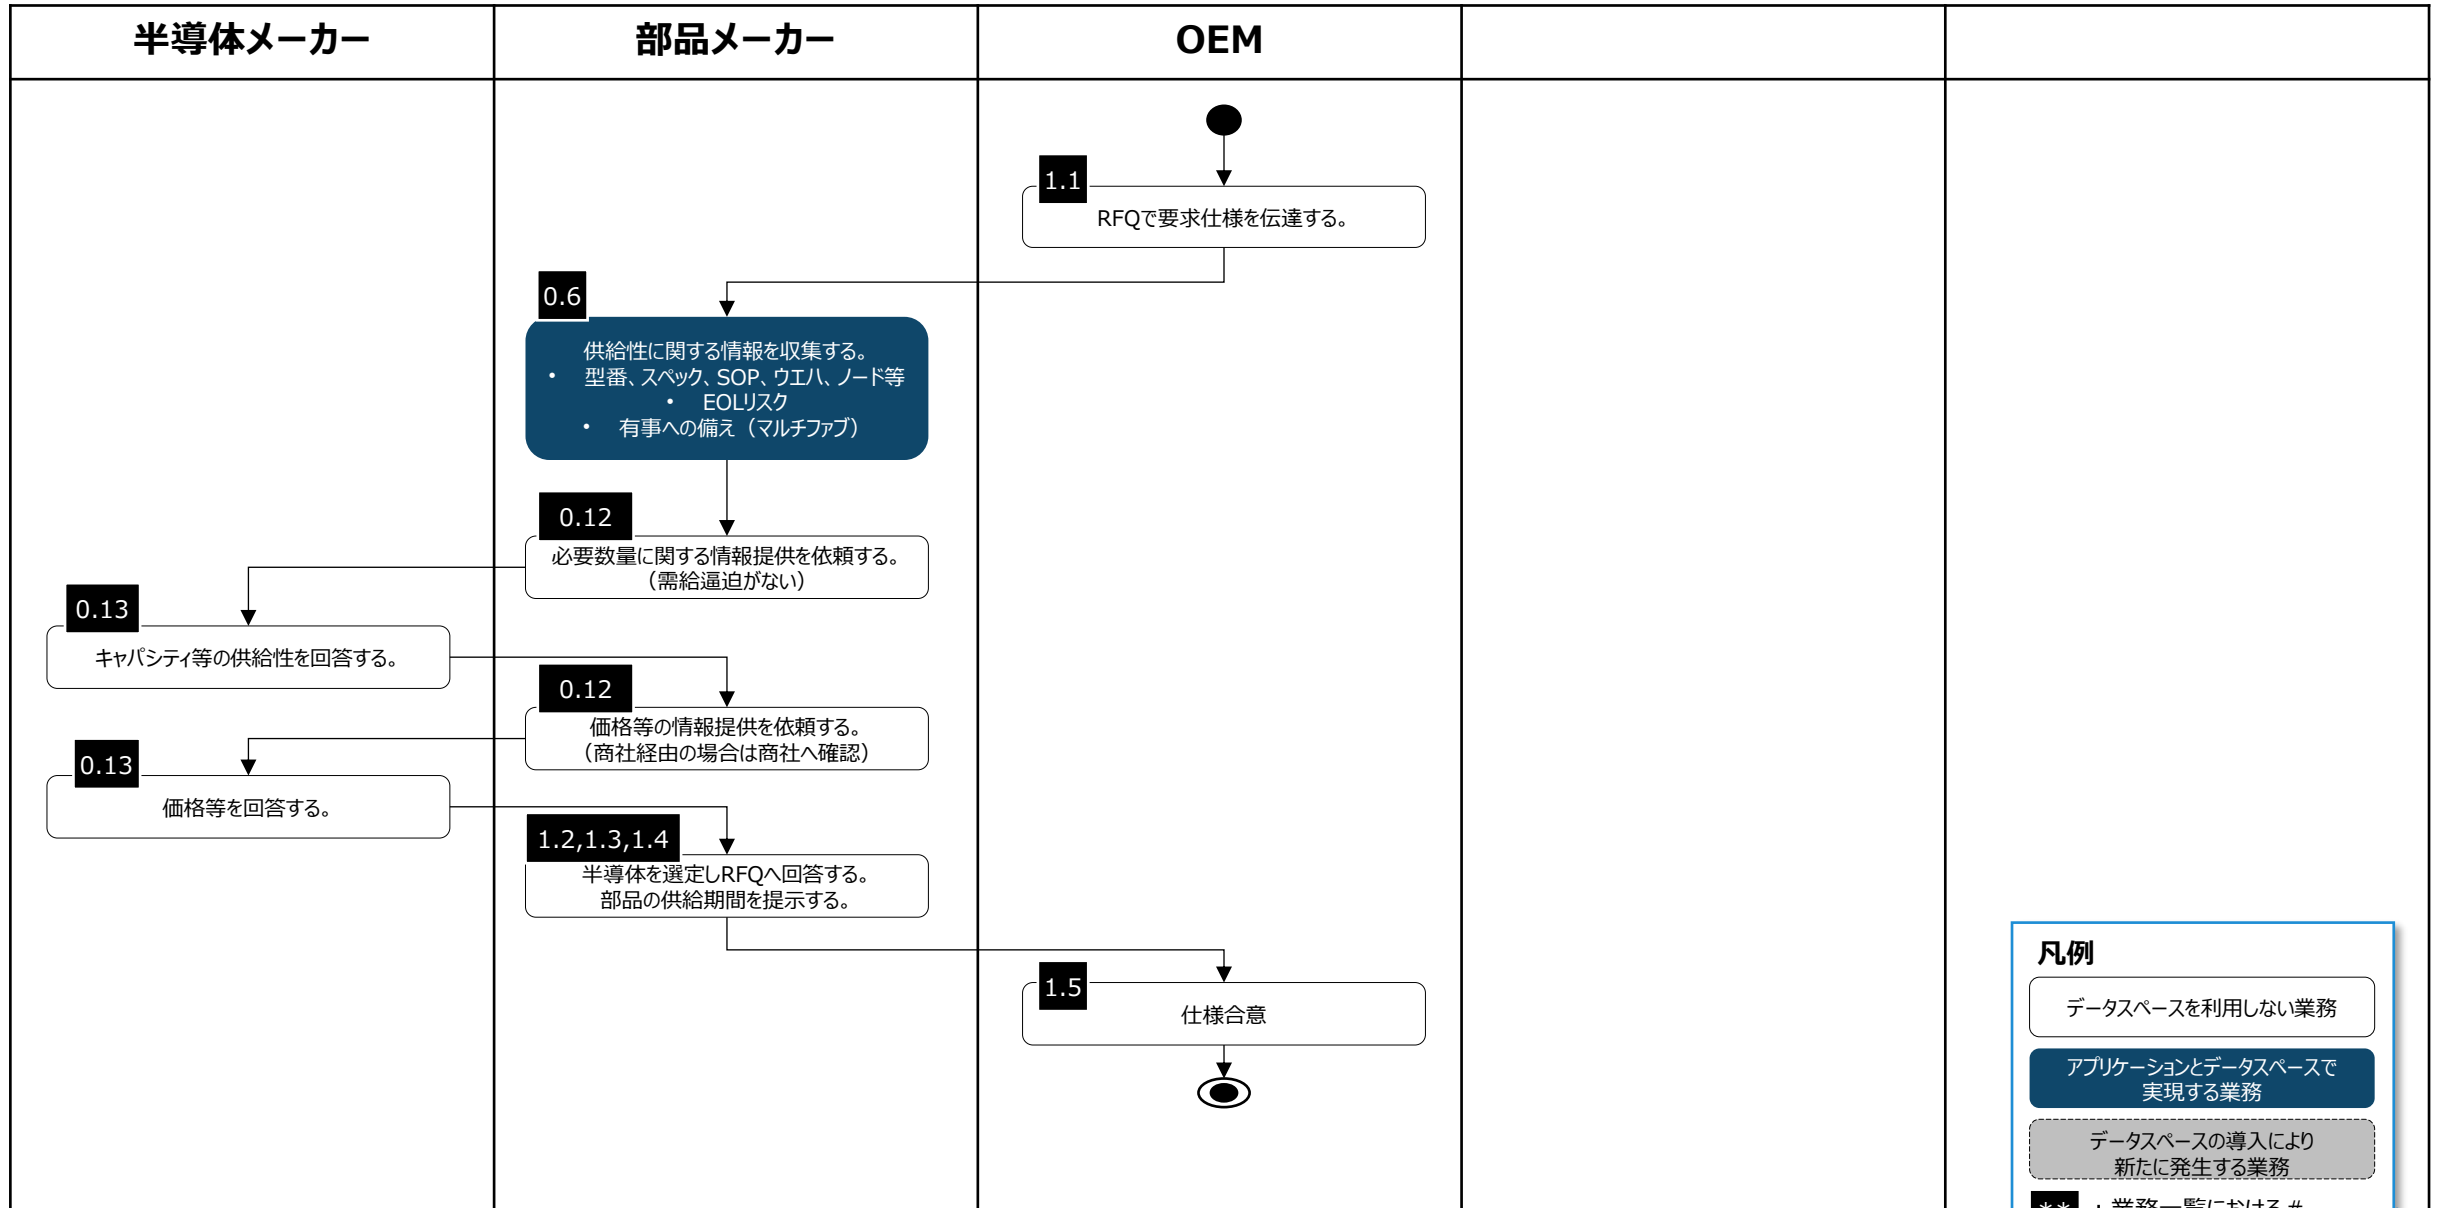 半導体メーカー
部品メーカー
OEM
1.1
RFQで要求仕様を伝達する。
0.6
供給性に関する情報を収集する。
• 型番、スペック、SOP、ウエハ、ノード等
• EOLリスク
• 有事への備え（マルチファブ）
0.12
必要数量に関する情報提供を依頼する。
（需給逼迫がない）
0.13
キャパシティ等の供給性を回答する。
0.12
価格等の情報提供を依頼する。
（商社経由の場合は商社へ確認）
0.13
価格等を回答する。
1.2,1.3,1.4
半導体を選定しRFQへ回答する。
部品の供給期間を提示する。
1.5
仕様合意
凡例
データスペースを利用しない業務
アプリケーションとデータスペースで
実現する業務
データスペースの導入により
新たに発生する業務
** ：業務一覧における#